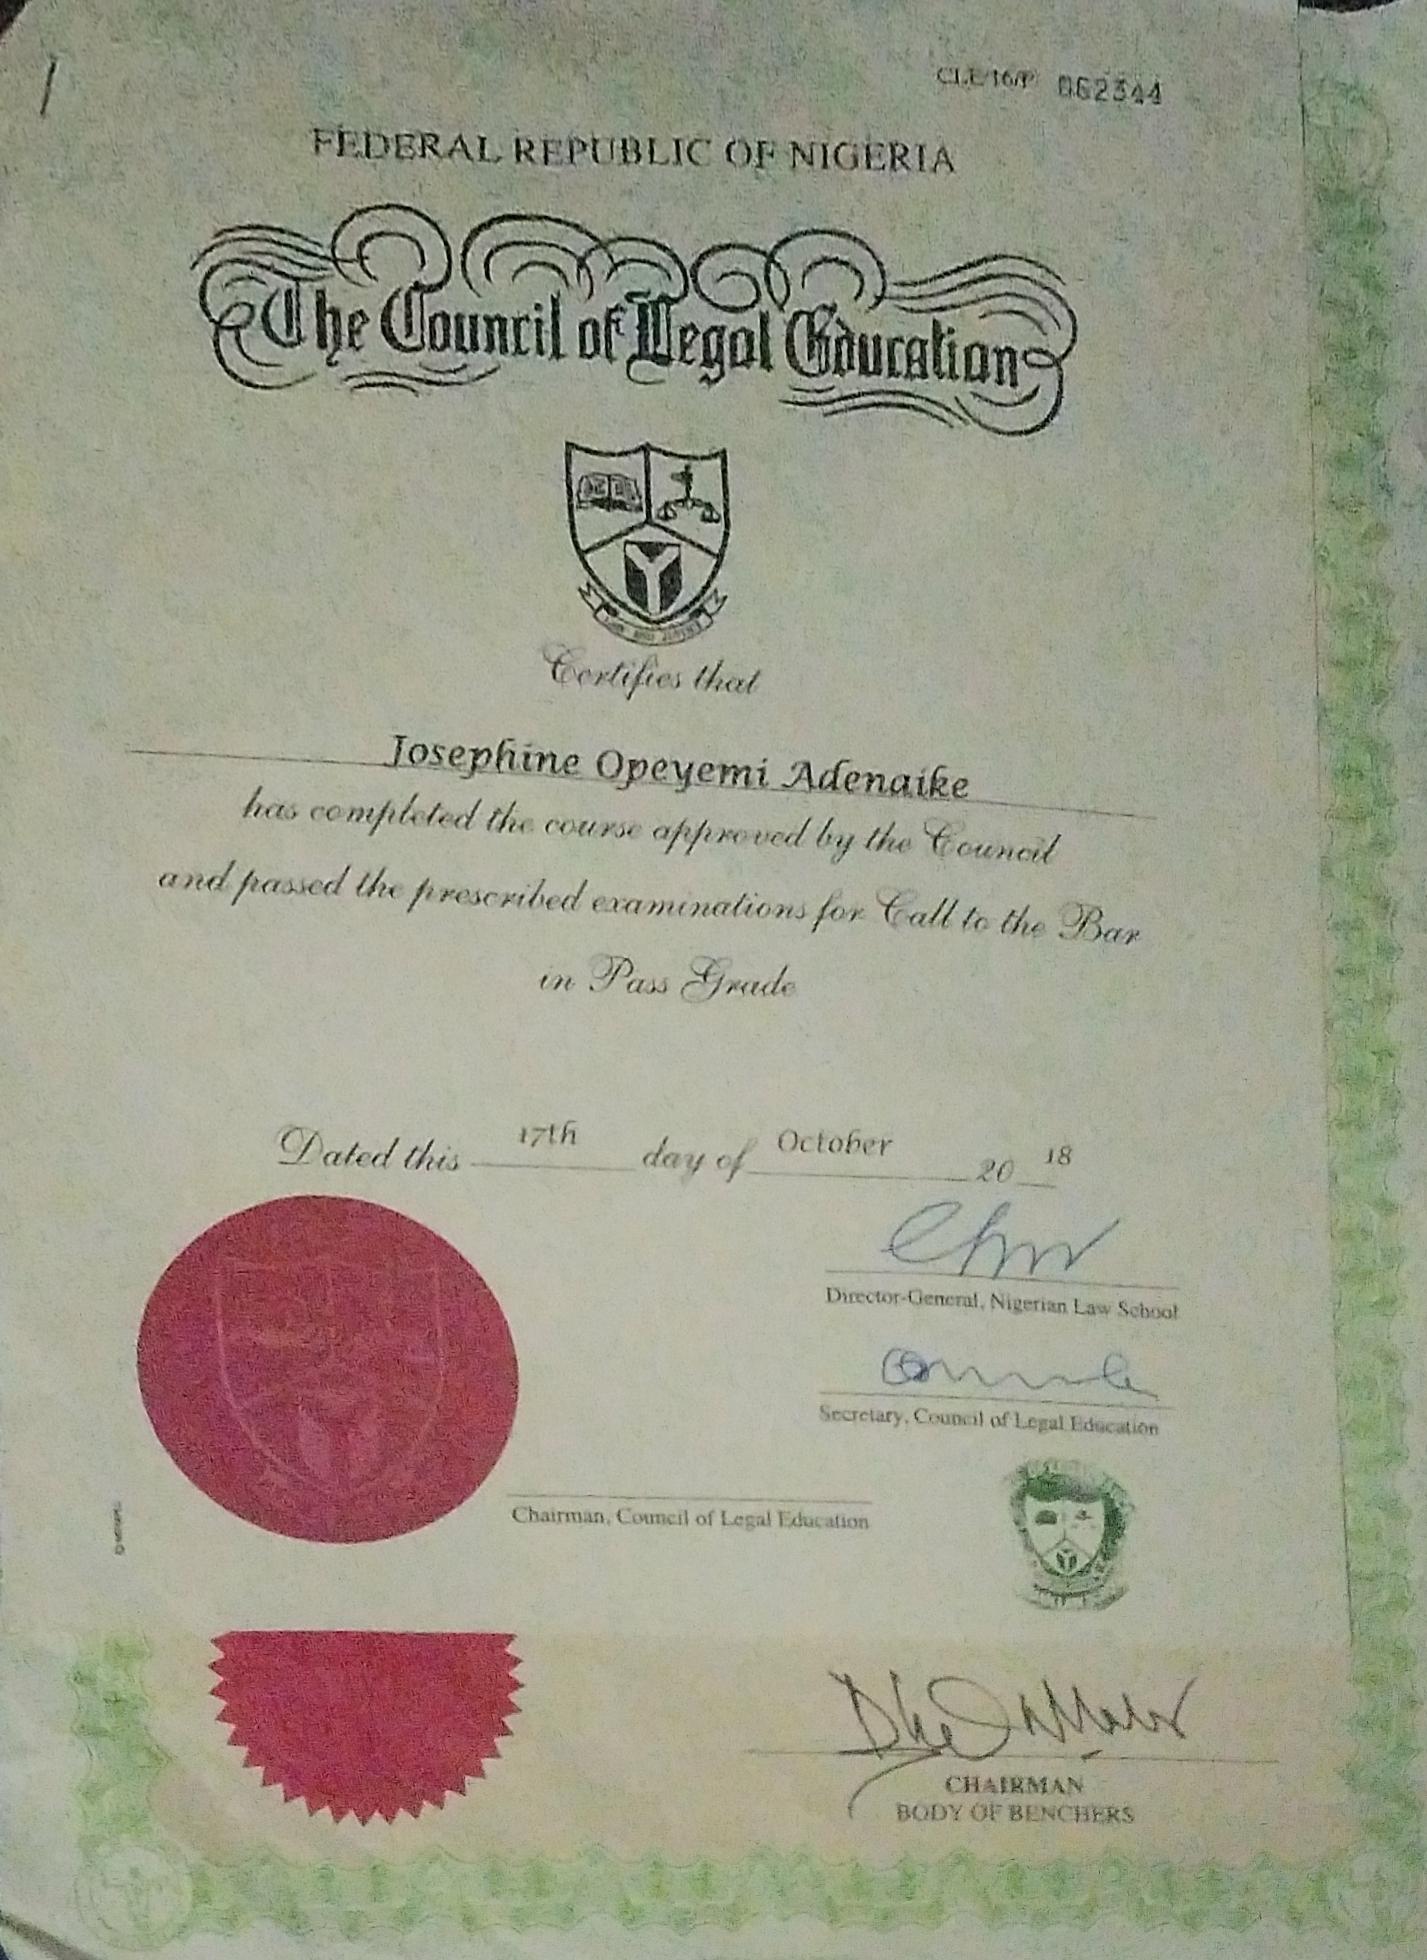 CLE/16/P 062344
FEDERAL REPUBLIC OF NIGERIA
The Council of Legal Education
Certifies that
Josephine Opeyemi Adenaike
has completed the course approved by the Council
and passed the prescribed examinations for Call to the Bar
in Pass Grade
Dated this 17th day of October 20 18
Director-General, Nigerian Law School
Secretary, Council of Legal Education
Chairman, Council of Legal Education
CHAIRMAN
BODY OF BENCHERS